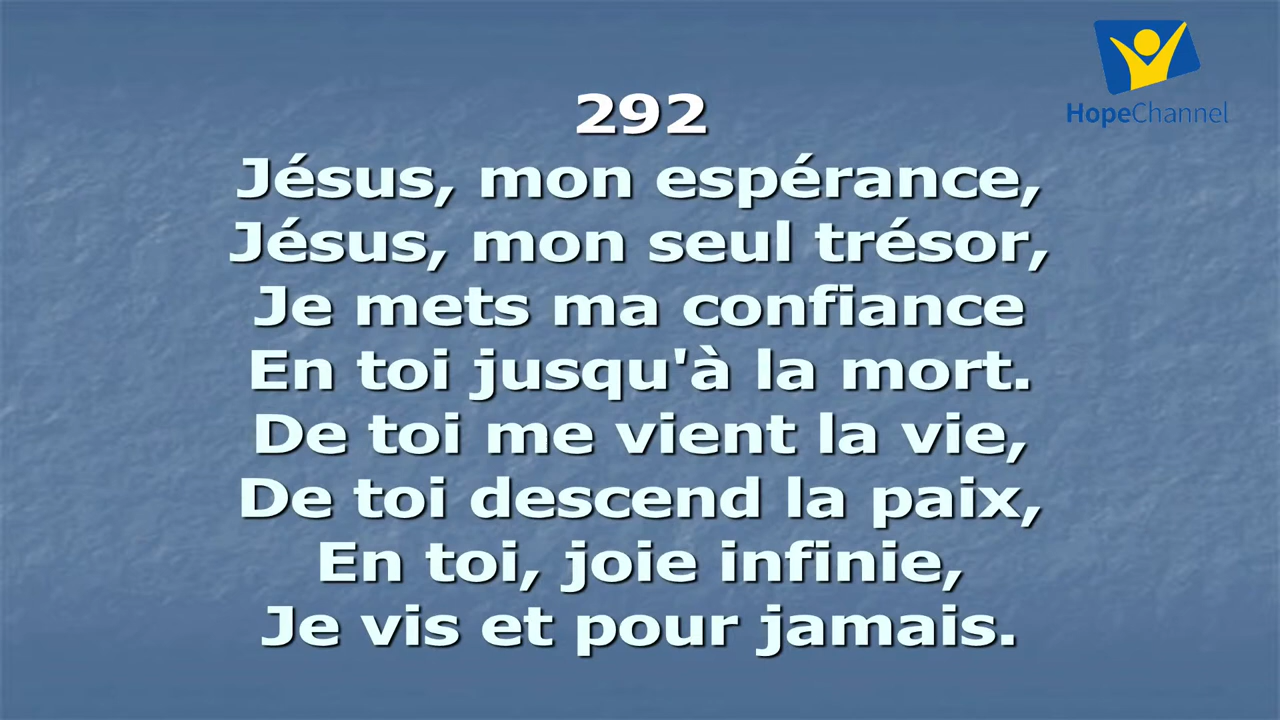 HopeChannel
292
Jésus, mon espérance,
Jésus, mon seul trésor,
Je mets ma confiance
En toi jusqu'à la mort.
De toi me vient la vie,
De toi descend la paix,
En toi, joie infinie,
Je vis et pour jamais.